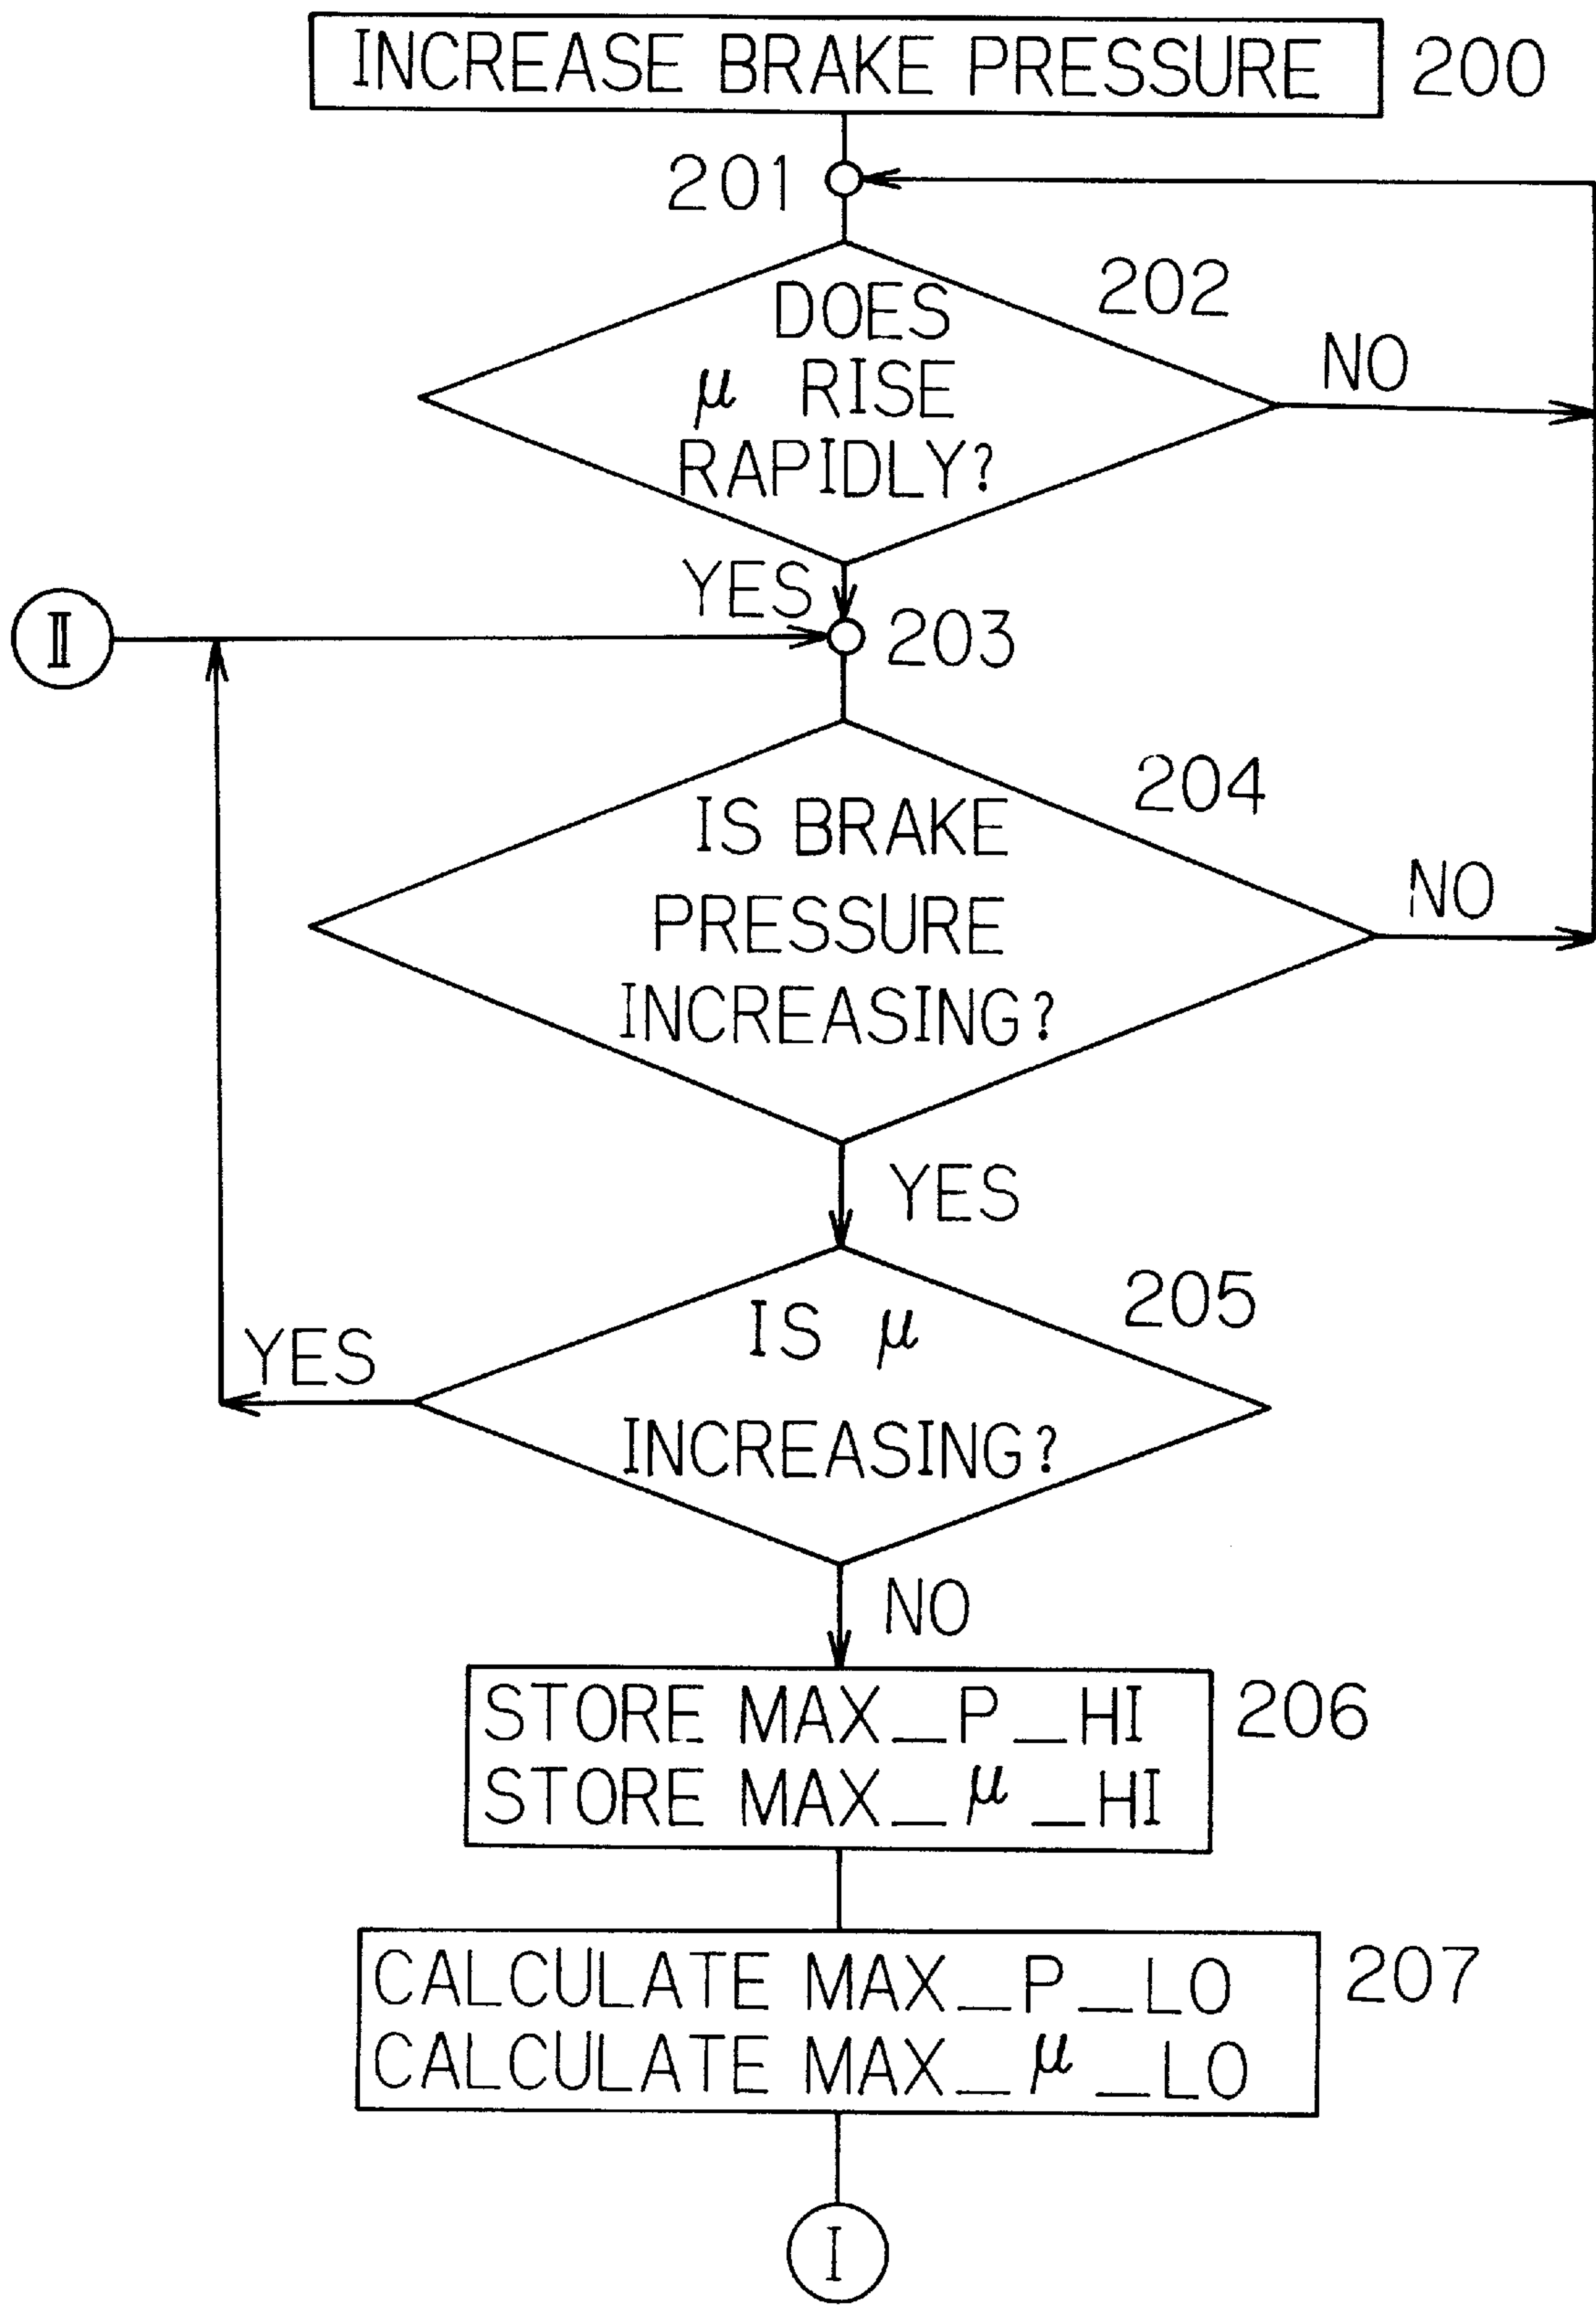 INCREASE BRAKE PRESSURE 200
201
202
DOES
μ RISE
RAPIDLY?
NO
YES
II
203
204
IS BRAKE
PRESSURE
INCREASING?
NO
YES
205
IS μ
INCREASING?
YES
NO
STORE MAX_P_HI
STORE MAX_μ_HI
206
CALCULATE MAX_P_LO
CALCULATE MAX_μ_LO
207
I